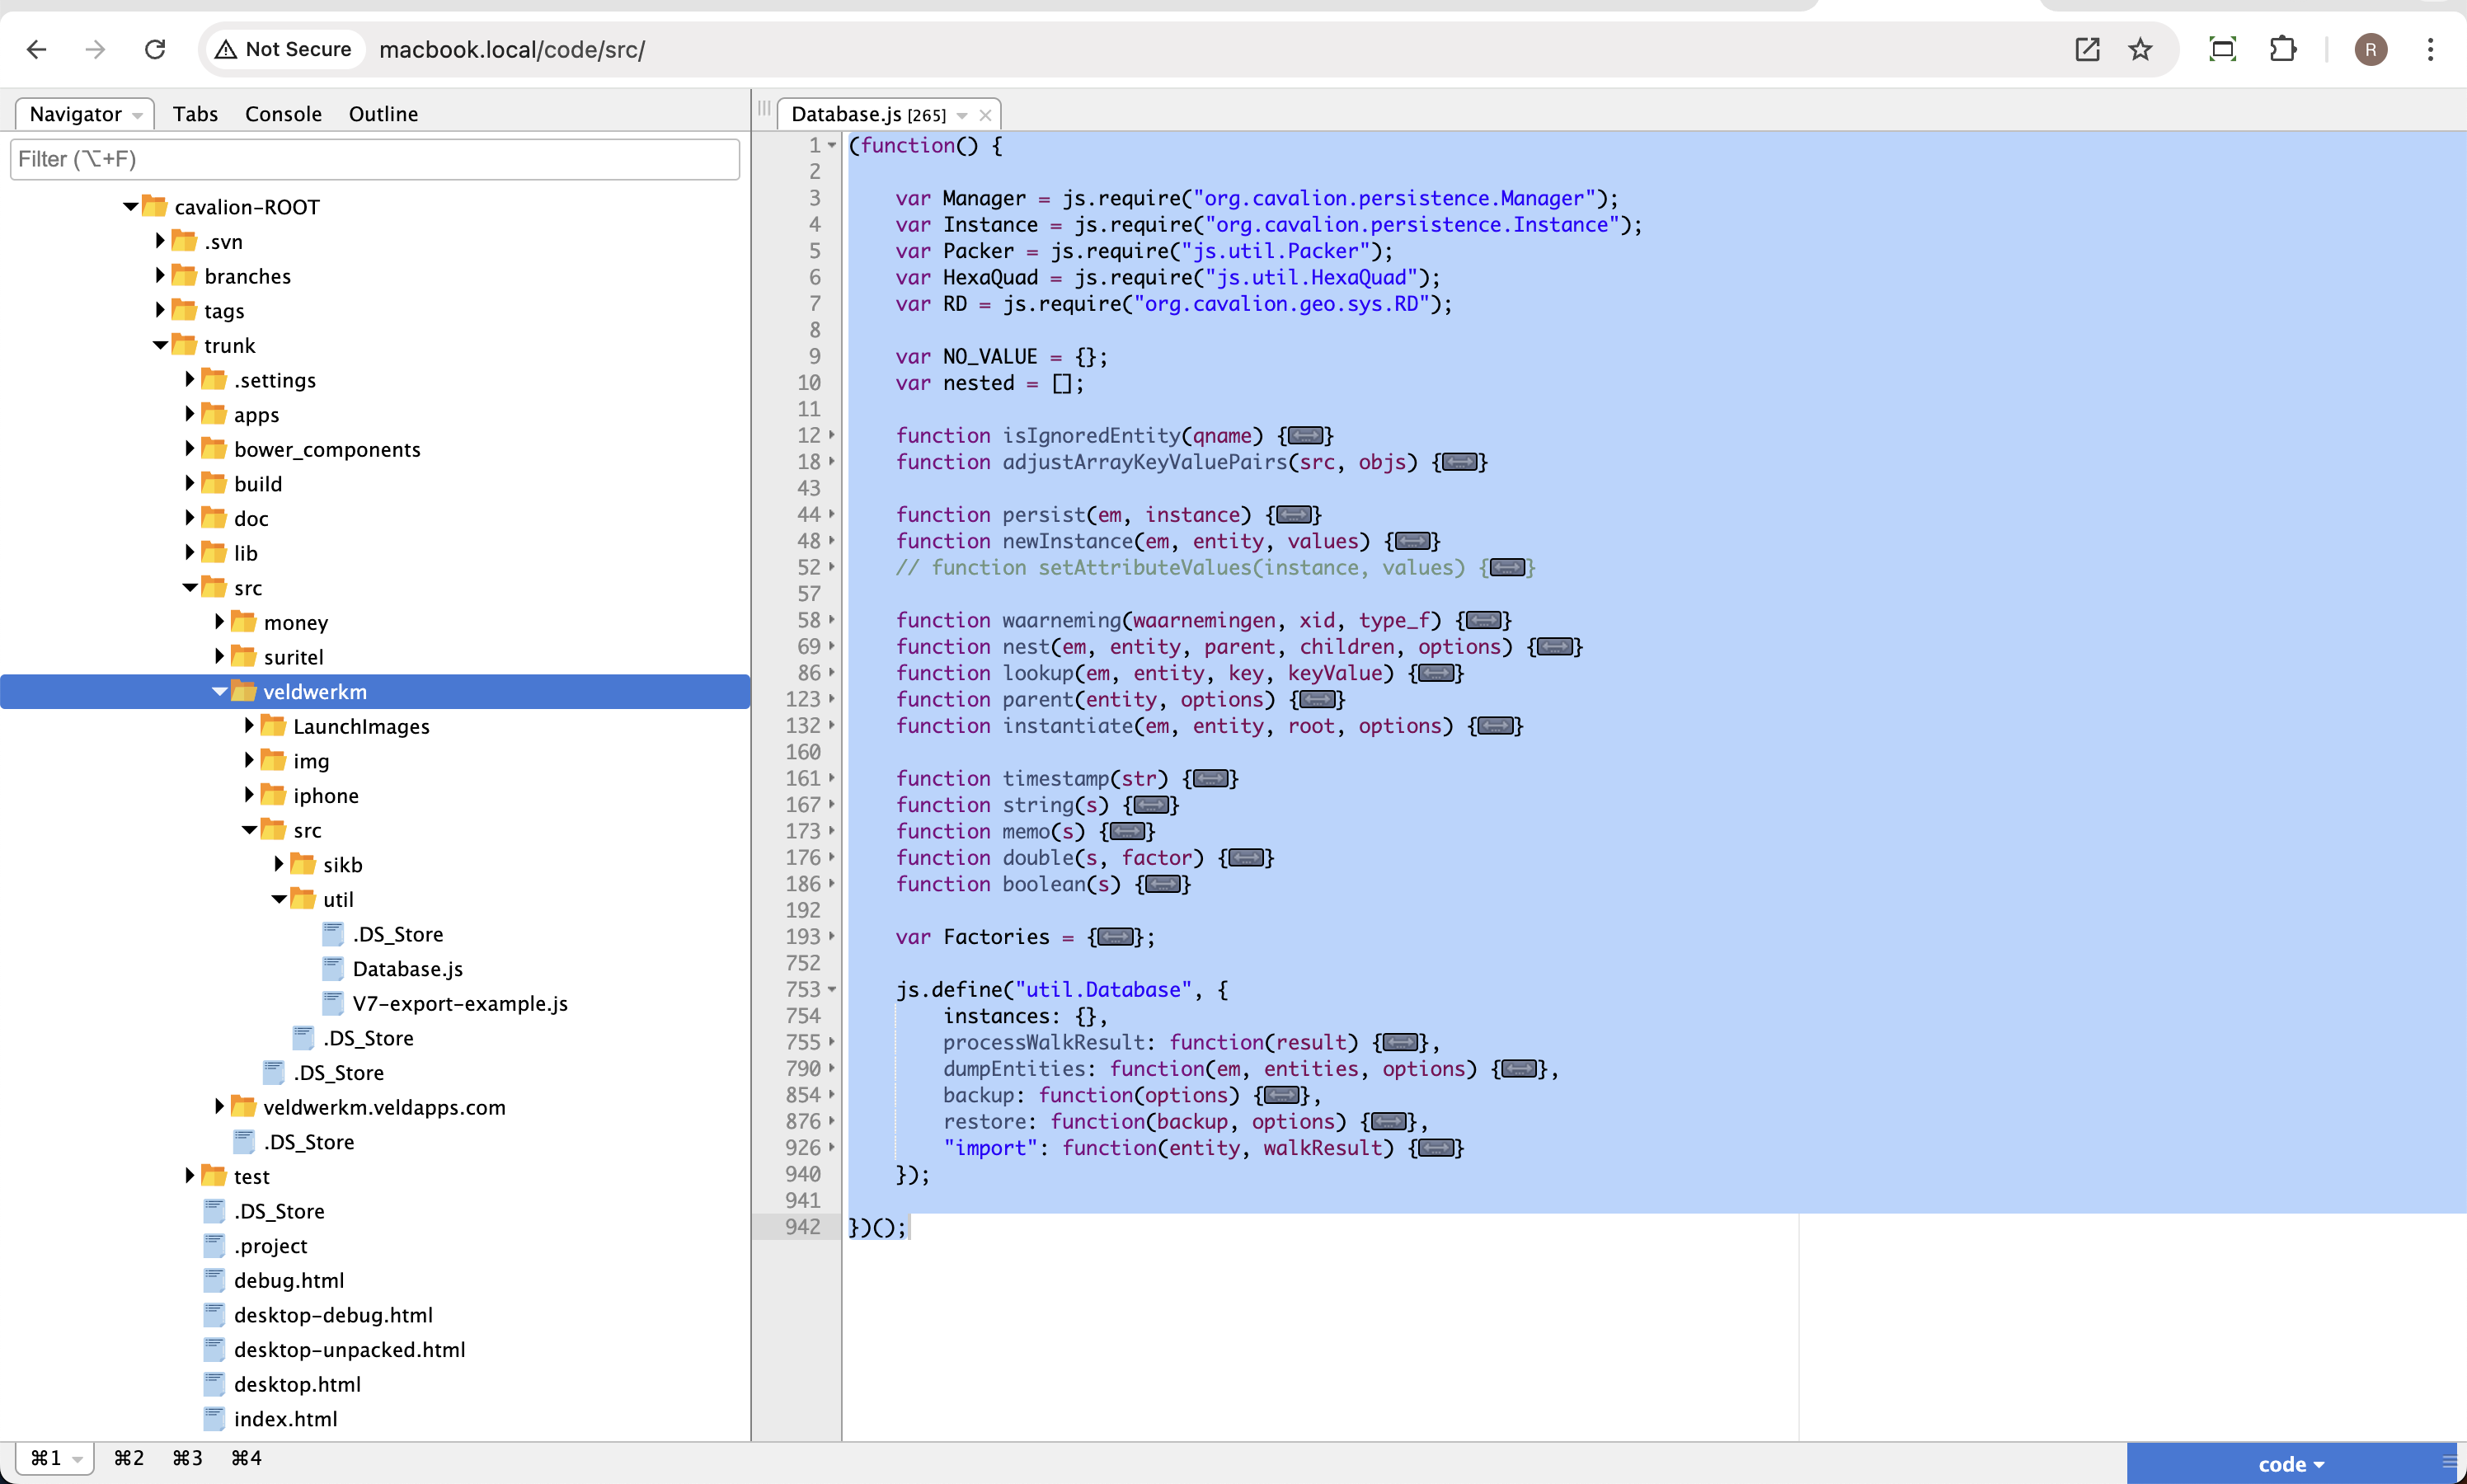 Not Secure macbook.local/code/src/
R
Navigator Tabs Console Outline
Filter (⌥+F)
cavalion-ROOT
.svn
branches
tags
trunk
.settings
apps
bower_components
build
doc
lib
src
money
suritel
veldwerkm
LaunchImages
img
iphone
src
sikb
util
.DS_Store
Database.js
V7-export-example.js
.DS_Store
.DS_Store
veldwerkm.veldapps.com
.DS_Store
test
.DS_Store
.project
debug.html
desktop-debug.html
desktop-unpacked.html
desktop.html
index.html
⌘1 ⌘2 ⌘3 ⌘4
Database.js [265]
1 (function() {
2
3 var Manager = js.require("org.cavalion.persistence.Manager");
4 var Instance = js.require("org.cavalion.persistence.Instance");
5 var Packer = js.require("js.util.Packer");
6 var HexaQuad = js.require("js.util.HexaQuad");
7 var RD = js.require("org.cavalion.geo.sys.RD");
8
9 var NO_VALUE = {};
10 var nested = [];
11
12 function isIgnoredEntity(qname) {}
18 function adjustArrayKeyValuePairs(src, objs) {}
43
44 function persist(em, instance) {}
48 function newInstance(em, entity, values) {}
52 // function setAttributeValues(instance, values) {}
57
58 function waarneming(waarnemingen, xid, type_f) {}
69 function nest(em, entity, parent, children, options) {}
86 function lookup(em, entity, key, keyValue) {}
123 function parent(entity, options) {}
132 function instantiate(em, entity, root, options) {}
160
161 function timestamp(str) {}
167 function string(s) {}
173 function memo(s) {}
176 function double(s, factor) {}
186 function boolean(s) {}
192
193 var Factories = {};
752
753 js.define("util.Database", {
754 instances: {},
755 processWalkResult: function(result) {},
790 dumpEntities: function(em, entities, options) {},
854 backup: function(options) {},
876 restore: function(backup, options) {},
926 "import": function(entity, walkResult) {}
940 });
941
942 })();
code